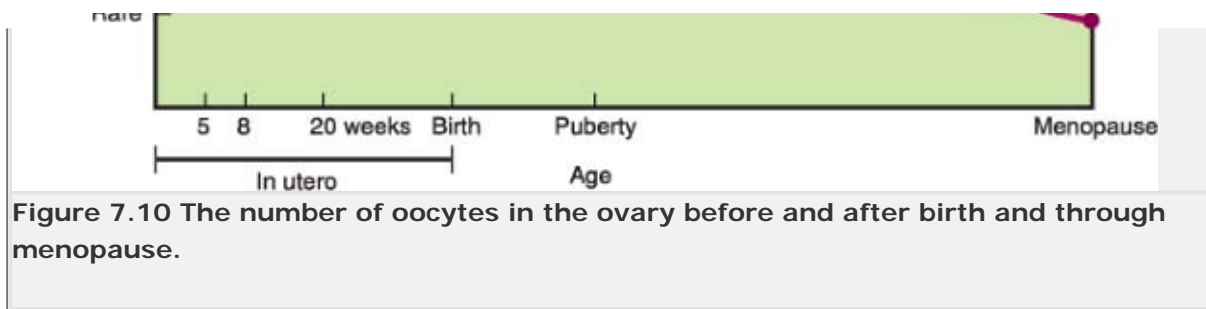 Rare
5 8 20 weeks Birth Puberty Menopause
In utero Age
Figure 7.10 The number of oocytes in the ovary before and after birth and through
menopause.